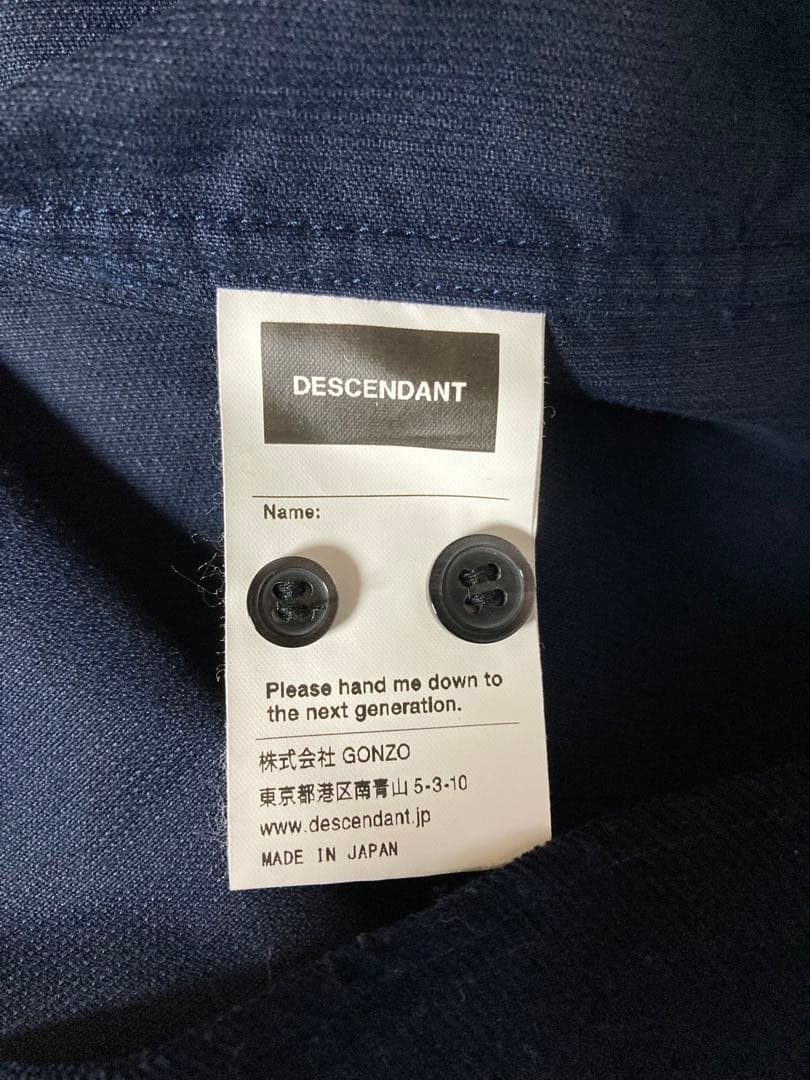 DESCENDANT
Name:
Please hand me down to
the next generation.
株式会社 GONZO
東京都港区南青山 5-3-10
www.descendant.jp
MADE IN JAPAN